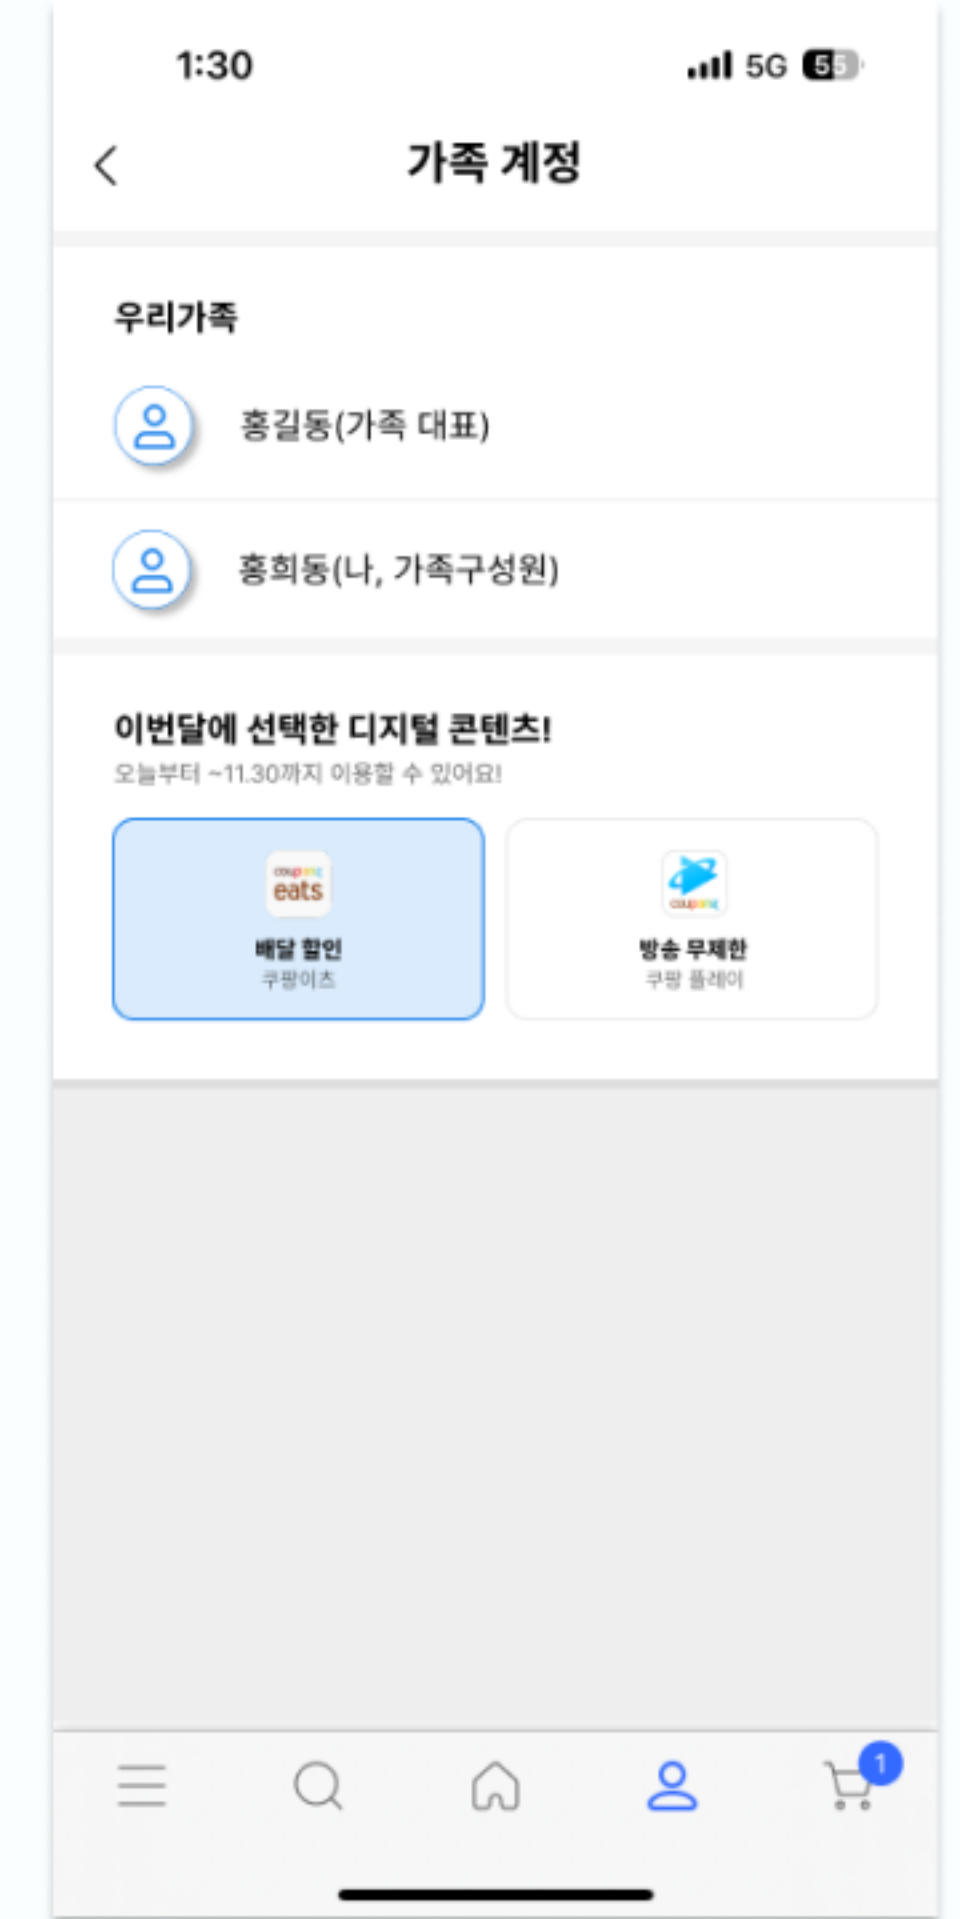 1:30
5G 55
가족 계정
우리가족
홍길동(가족 대표)
홍희동(나, 가족구성원)
이번달에 선택한 디지털 콘텐츠!
오늘부터 ~11.30까지 이용할 수 있어요!
coupang
eats
배달 할인
쿠팡이츠
coupang
방송 무제한
쿠팡 플레이
1